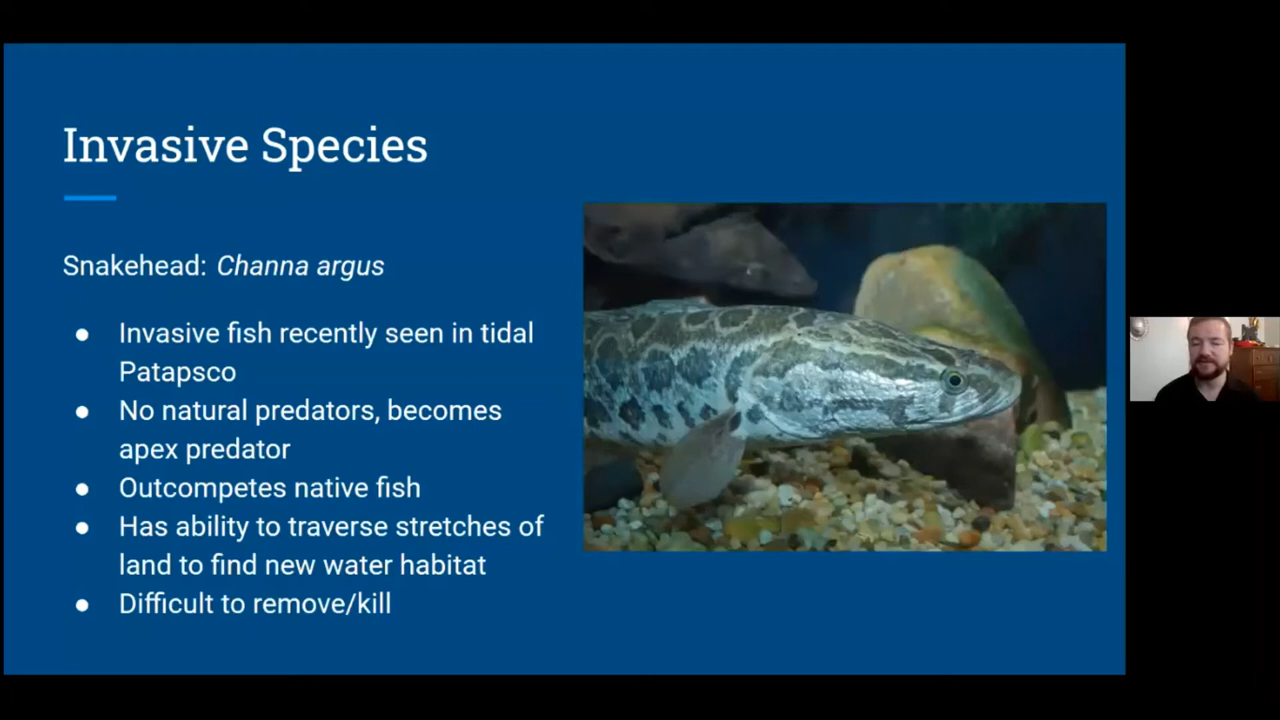 Invasive Species
Snakehead: Channa argus
● Invasive fish recently seen in tidal
Patapsco
● No natural predators, becomes
apex predator
● Outcompetes native fish
● Has ability to traverse stretches of
land to find new water habitat
● Difficult to remove/kill